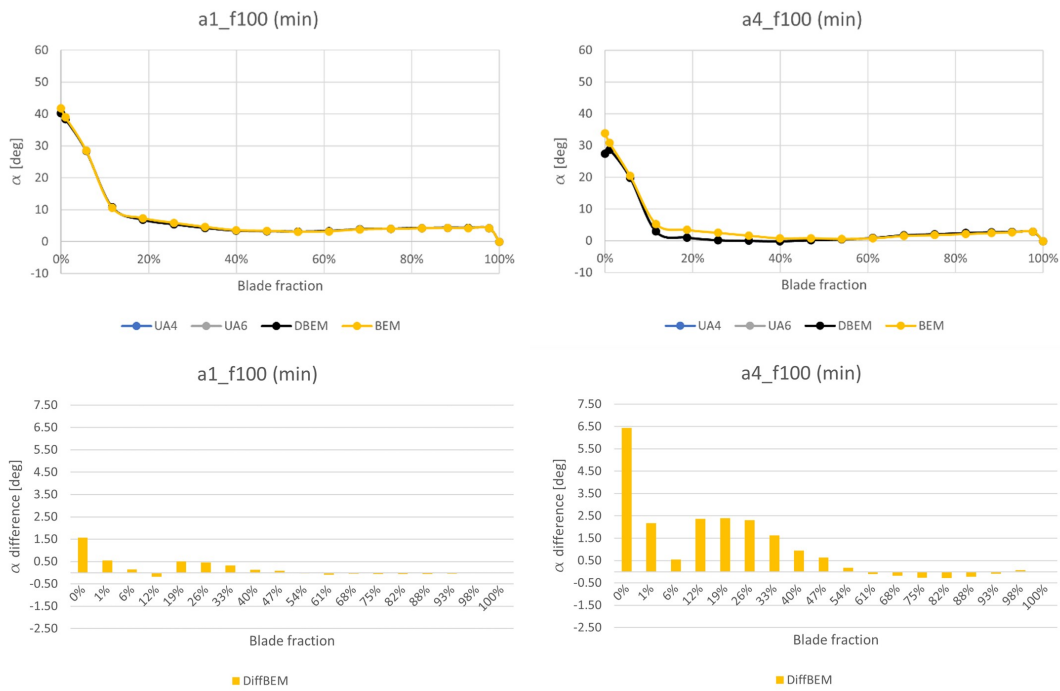 a1_f100 (min)
60
50
40
30
20
10
0
-10
α [deg]
0% 20% 40% 60% 80% 100%
Blade fraction
UA4 UA6 DBEM BEM
a4_f100 (min)
60
50
40
30
20
10
0
-10
α [deg]
0% 20% 40% 60% 80% 100%
Blade fraction
UA4 UA6 DBEM BEM
a1_f100 (min)
7.50
6.50
5.50
4.50
3.50
2.50
1.50
0.50
-0.50
-1.50
-2.50
α difference [deg]
0% 1% 6% 12% 19% 26% 33% 40% 47% 54% 61% 68% 75% 82% 88% 93% 98% 100%
Blade fraction
DiffBEM
a4_f100 (min)
7.50
6.50
5.50
4.50
3.50
2.50
1.50
0.50
-0.50
-1.50
-2.50
α difference [deg]
0% 1% 6% 12% 19% 26% 33% 40% 47% 54% 61% 68% 75% 82% 88% 93% 98% 100%
Blade fraction
DiffBEM